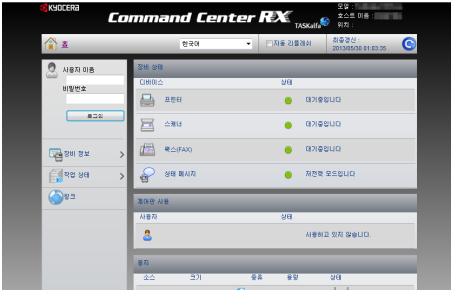 KYOCERA
Command Center RX
TASKalfa
모델 :
호스트 이름 :
위치 :
홈
한국어
자동 리플레쉬
최종갱신 :
2013/05/30 01:03:35
사용자 이름
비밀번호
로그인
장비 정보
작업 상태
링크
장비 상태
디바이스 상태
프린터 대기중입니다
스캐너 대기중입니다
팩스(FAX) 대기중입니다
상태 메시지 저전력 모드입니다
제어판 사용
사용자 상태
사용하고 있지 않습니다.
용지
소스 크기 종류 용량 상태